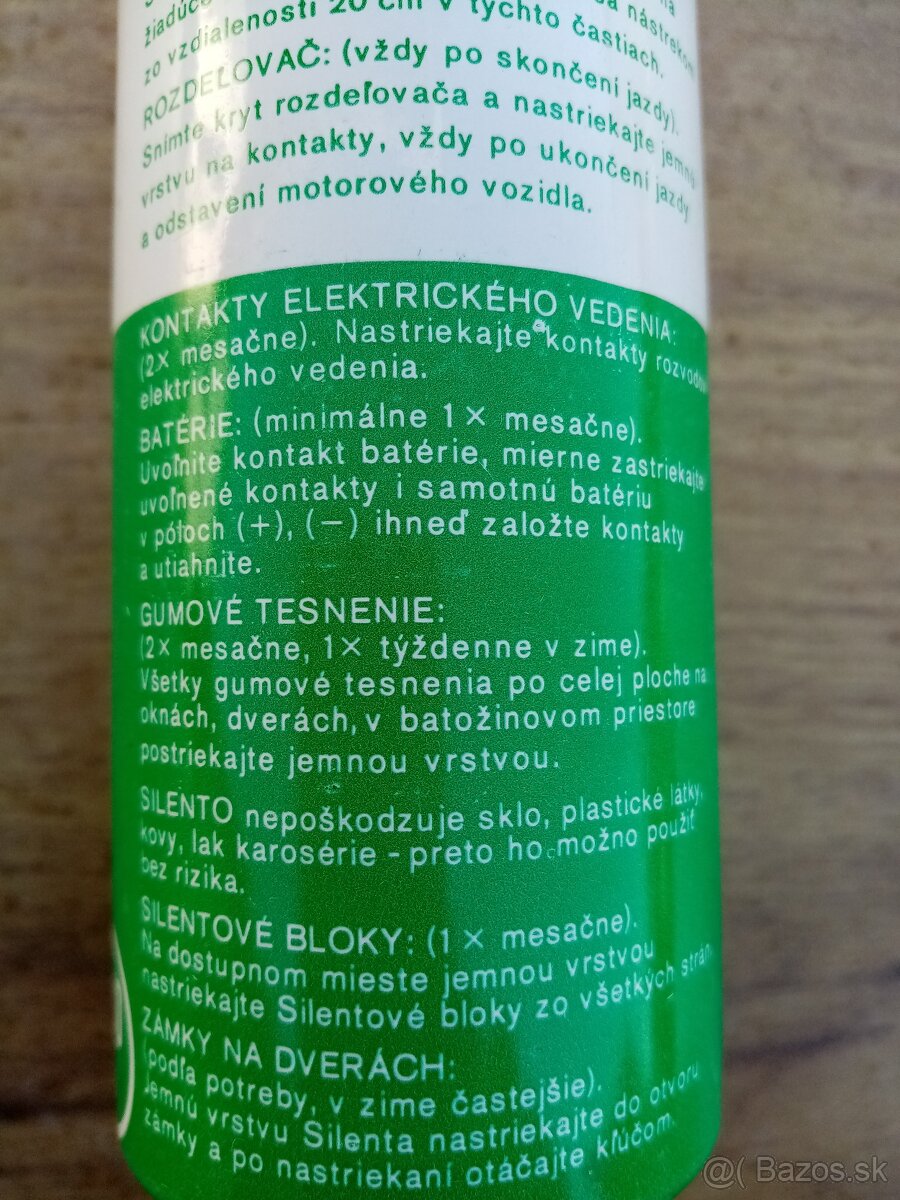 žiadúce nástrekom
zo vzdialenosti 20 cm v týchto častiach.
ROZDEĽOVAČ: (vždy po skončení jazdy).
Snímte kryt rozdeľovača a nastriekajte jemnú
vrstvu na kontakty, vždy po ukončení jazdy
a odstavení motorového vozidla.
KONTAKTY ELEKTRICKÉHO VEDENIA:
(2× mesačne). Nastriekajte kontakty rozvodov
elektrického vedenia.
BATÉRIE: (minimálne 1× mesačne).
Uvoľnite kontakt batérie, mierne zastriekajte
uvoľnené kontakty i samotnú batériu
v póloch (+), (−) ihneď založte kontakty
a utiahnite.
GUMOVÉ TESNENIE:
(2× mesačne, 1× týždenne v zime).
Všetky gumové tesnenia po celej ploche na
oknách, dverách, v batožinovom priestore
postriekajte jemnou vrstvou.
SILENTO nepoškodzuje sklo, plastické látky,
kovy, lak karosérie - preto ho možno použiť
bez rizika.
SILENTOVÉ BLOKY: (1× mesačne).
Na dostupnom mieste jemnou vrstvou
nastriekajte Silentové bloky zo všetkých strán.
ZÁMKY NA DVERÁCH:
(podľa potreby, v zime častejšie).
Jemnú vrstvu Silenta nastriekajte do otvoru
zámky a po nastriekaní otáčajte kľúčom.
@( Bazos.sk